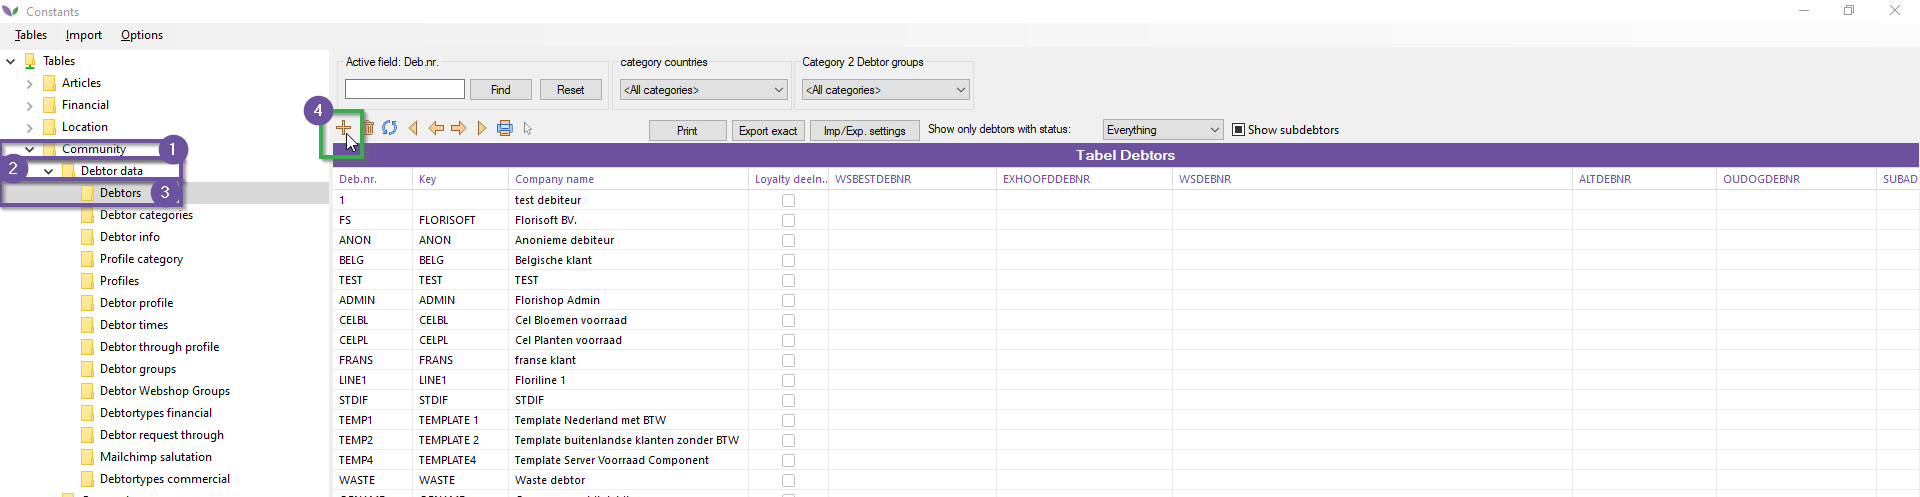 Constants
Tables Import Options
Tables
Articles
Financial
Location
Community 1
2 Debtor data
Debtors 3
Debtor categories
Debtor info
Profile category
Profiles
Debtor profile
Debtor times
Debtor through profile
Debtor groups
Debtor Webshop Groups
Debtortypes financial
Debtor request through
Mailchimp salutation
Debtortypes commercial
Active field: Deb.nr. category countries Category 2 Debtor groups
Find Reset <All categories> <All categories>
4
Print Export exact Imp/Exp. settings Show only debtors with status: Everything Show subdebtors
Tabel Debtors
Deb.nr. Key Company name Loyalty deeln.. WSBESTDEBNR EXHOOFDDEBNR WSDEBNR ALTDEBNR OUDOGDEBNR SUBAD
1 test debiteur
FS FLORISOFT Florisoft BV.
ANON ANON Anonieme debiteur
BELG BELG Belgische klant
TEST TEST TEST
ADMIN ADMIN Florishop Admin
CELBL CELBL Cel Bloemen voorraad
CELPL CELPL Cel Planten voorraad
FRANS FRANS franse klant
LINE1 LINE1 Floriline 1
STDIF STDIF STDIF
TEMP1 TEMPLATE 1 Template Nederland met BTW
TEMP2 TEMPLATE 2 Template buitenlandse klanten zonder BTW
TEMP4 TEMPLATE4 Template Server Voorraad Component
WASTE WASTE Waste debtor